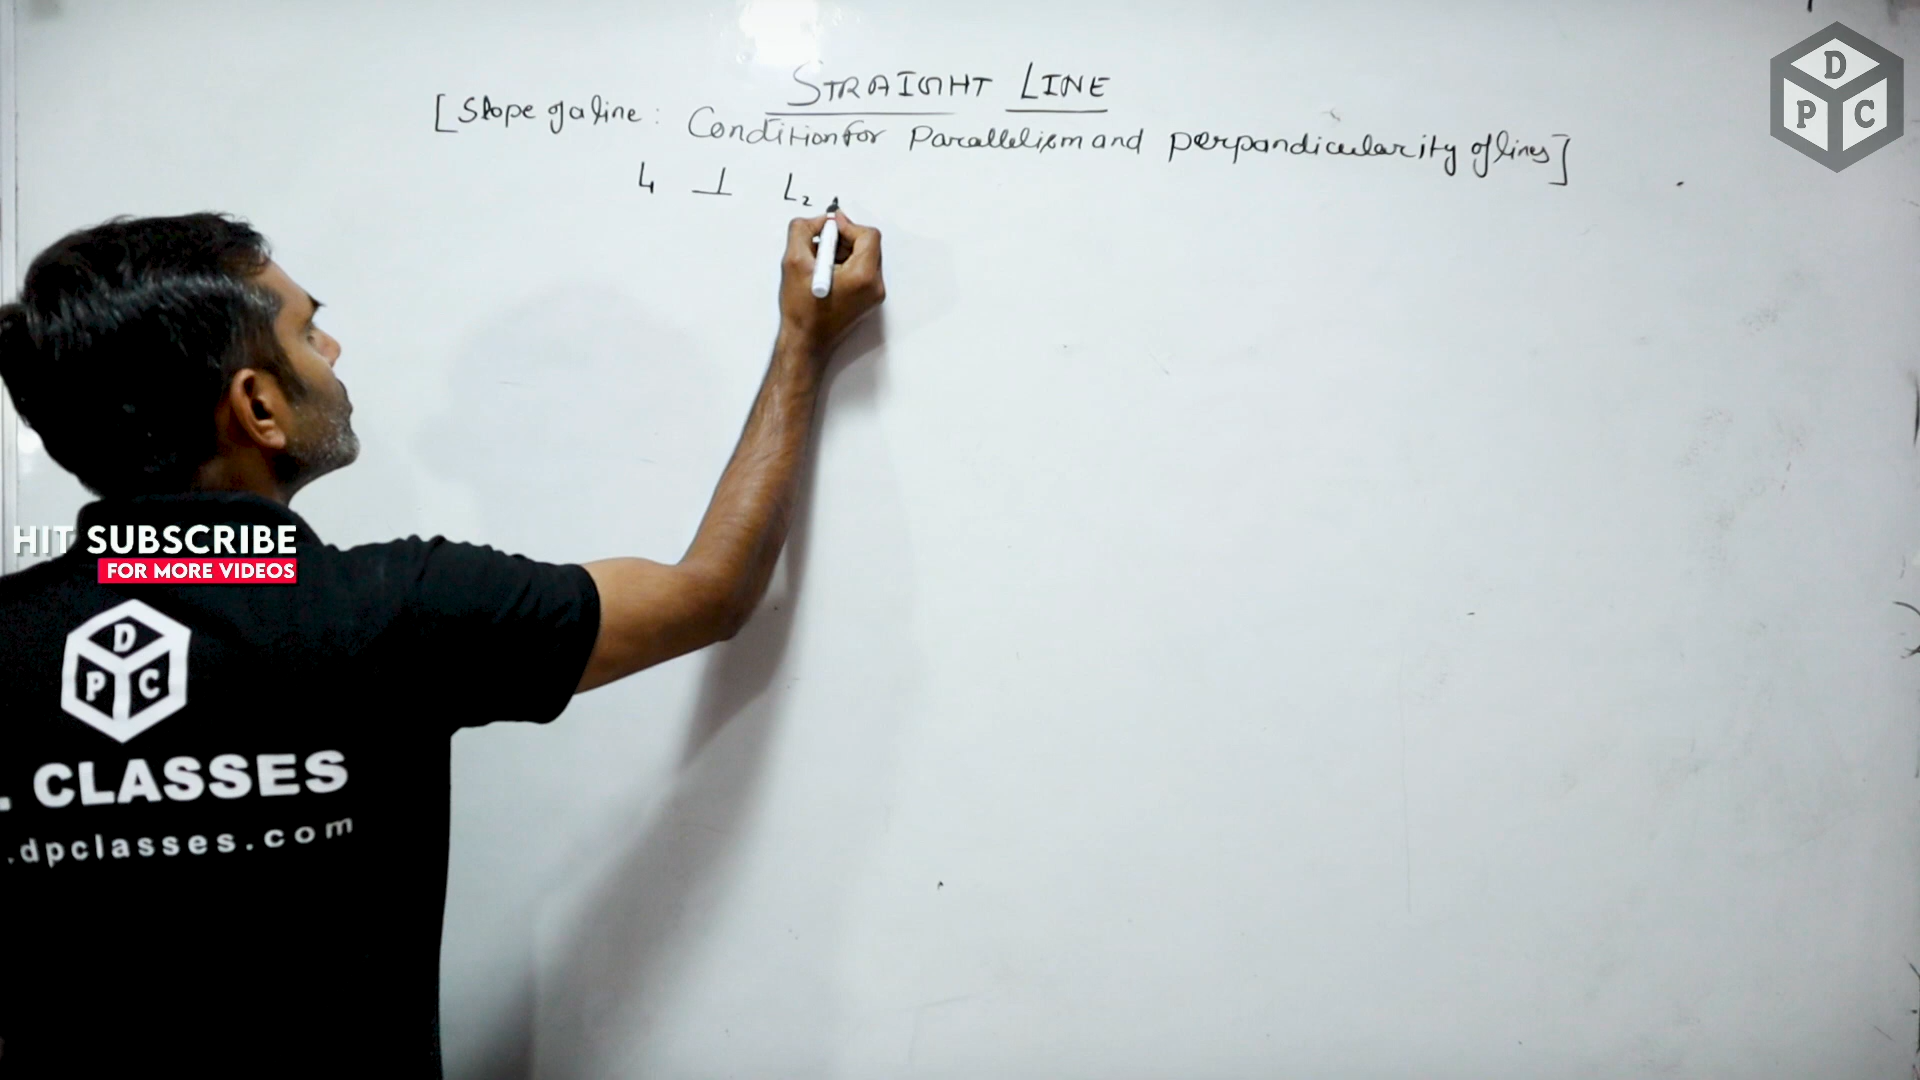 STRAIGHT LINE
[Slope of a line: Condition for Parallelism and perpandicularity of lines]
L1 ⊥ L2
D
P C
HIT SUBSCRIBE
FOR MORE VIDEOS
D
P C
. CLASSES
.dpclasses.com